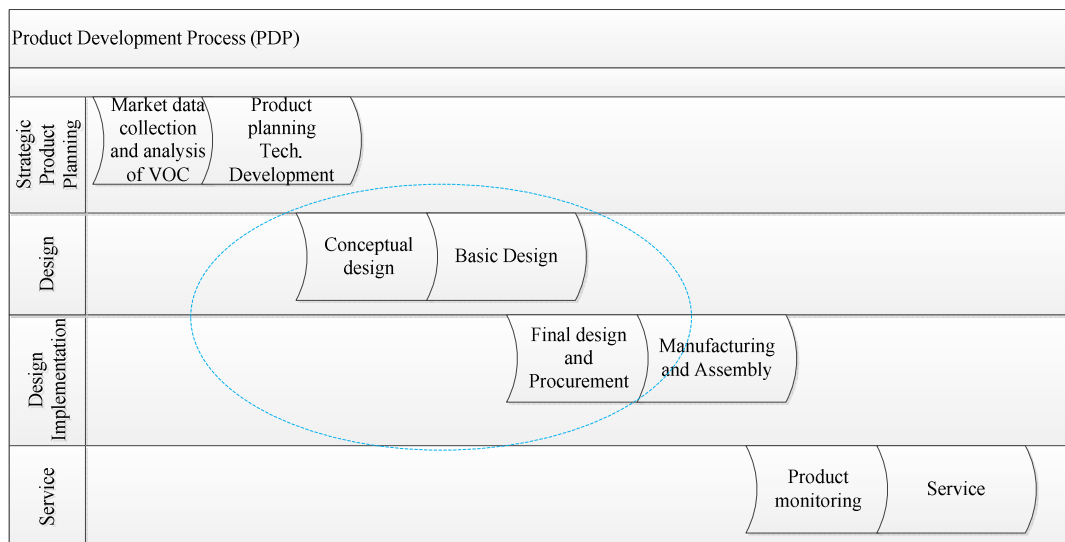 Product Development Process (PDP)
Strategic
Product
Planning
Market data
collection
and analysis
of VOC
Product
planning
Tech.
Development
Design
Conceptual
design
Basic Design
Design
Implementation
Final design
and
Procurement
Manufacturing
and Assembly
Service
Product
monitoring
Service